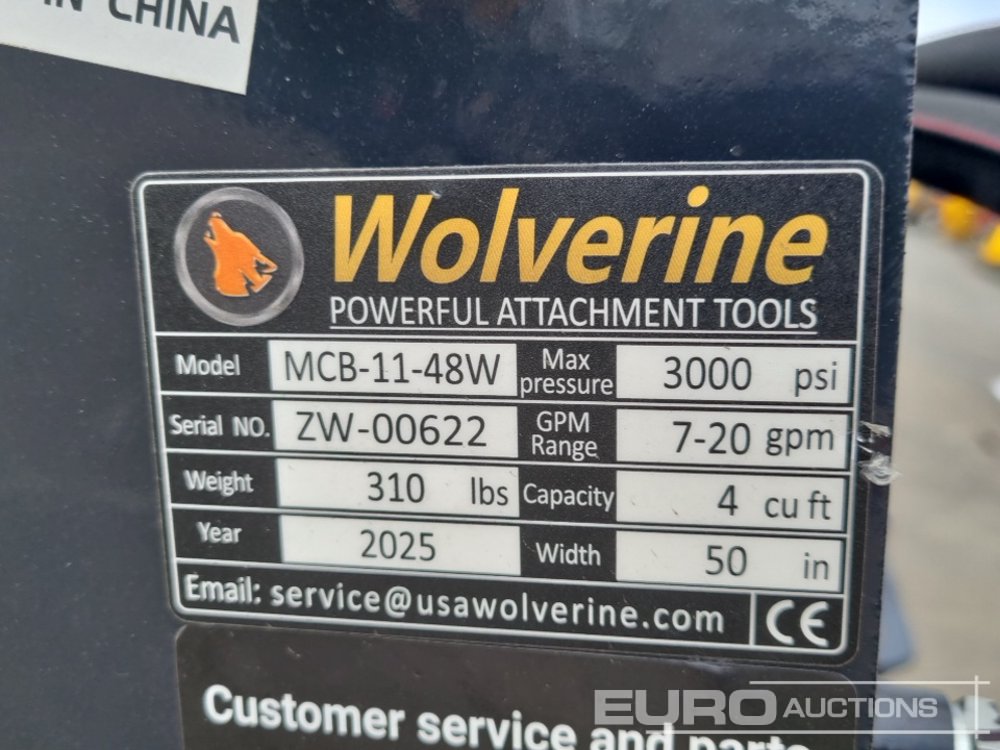 IN CHINA
Wolverine
POWERFUL ATTACHMENT TOOLS
Model MCB-11-48W Max pressure 3000 psi
Serial NO. ZW-00622 GPM Range 7-20 gpm
Weight 310 lbs Capacity 4 cu ft
Year 2025 Width 50 in
Email: service@usawolverine.com CE
Customer service and parts
EURO AUCTIONS